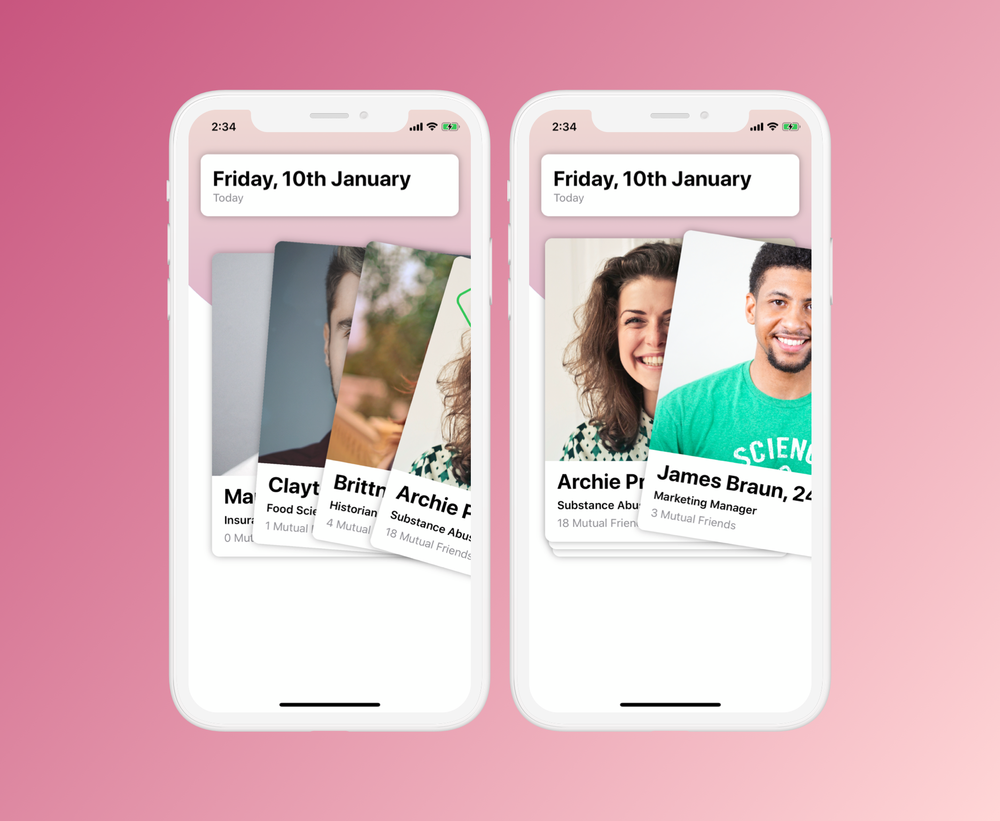 2:34
Friday, 10th January
Today
Ma
Insura
0 Mut
Clayt
Food Scie
1 Mutual
Brittn
Historian
4 Mutual
Archie P
Substance Abus
18 Mutual Friends
2:34
Friday, 10th January
Today
SCIENC
Archie Pr
Substance Abu
18 Mutual Frien
James Braun, 24
Marketing Manager
3 Mutual Friends